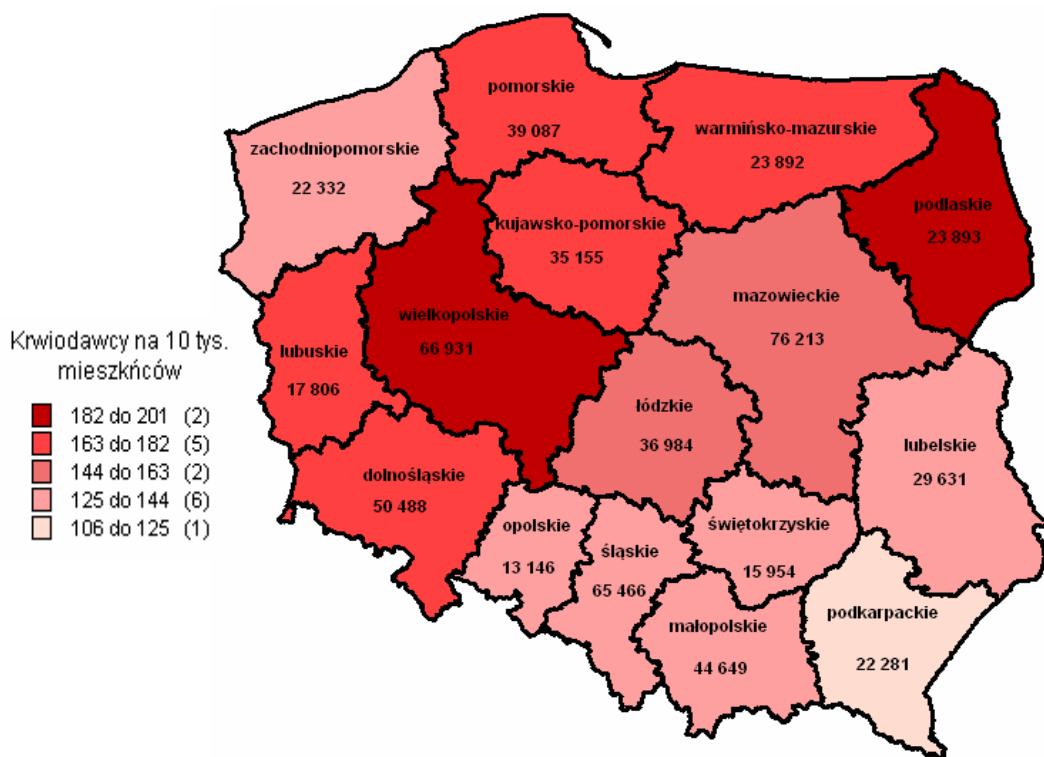 pomorskie
39 087
warmińsko-mazurskie
23 892
zachodniopomorskie
22 332
podlaskie
23 893
kujawsko-pomorskie
35 155
mazowieckie
76 213
wielkopolskie
66 931
lubuskie
17 806
łódzkie
36 984
lubelskie
29 631
dolnośląskie
50 488
opolskie
13 146
śląskie
65 466
świętokrzyskie
15 954
małopolskie
44 649
podkarpackie
22 281
Krwiodawcy na 10 tys.
mieszkńców
182 do 201 (2)
163 do 182 (5)
144 do 163 (2)
125 do 144 (6)
106 do 125 (1)